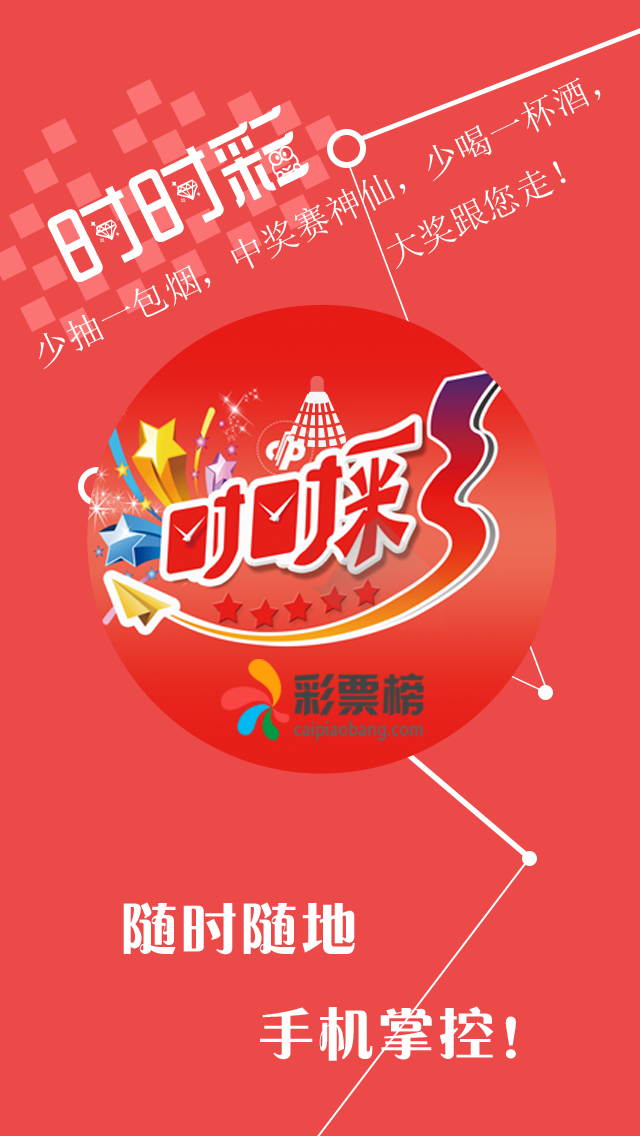 时时彩
少抽一包烟，中奖赛神仙，少喝一杯酒，
大奖跟您走！
时时彩
彩票榜
caipiaobang.com
随时随地
手机掌控！